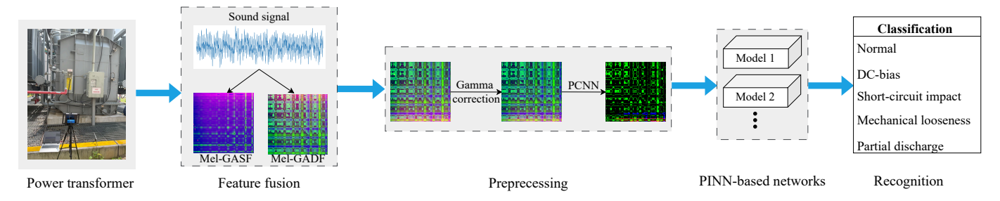 Sound signal
Mel-GASF
Mel-GADF
Gamma
correction
PCNN
Model 1
Model 2
Classification
Normal
DC-bias
Short-circuit impact
Mechanical looseness
Partial discharge
Power transformer
Feature fusion
Preprecessing
PINN-based networks
Recognition